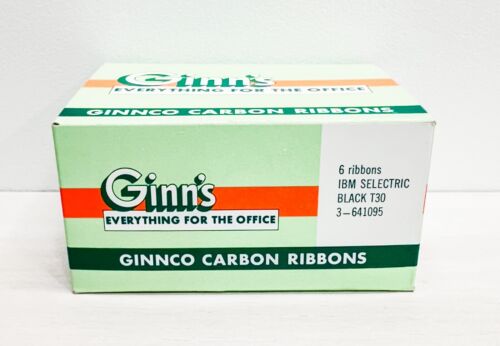 Ginn's
EVERYTHING FOR THE OFFICE
GINNCO CARBON RIBBONS
Ginn's
EVERYTHING FOR THE OFFICE
GINNCO CARBON RIBBONS
6 ribbons
IBM SELECTRIC
BLACK T30
3-641095